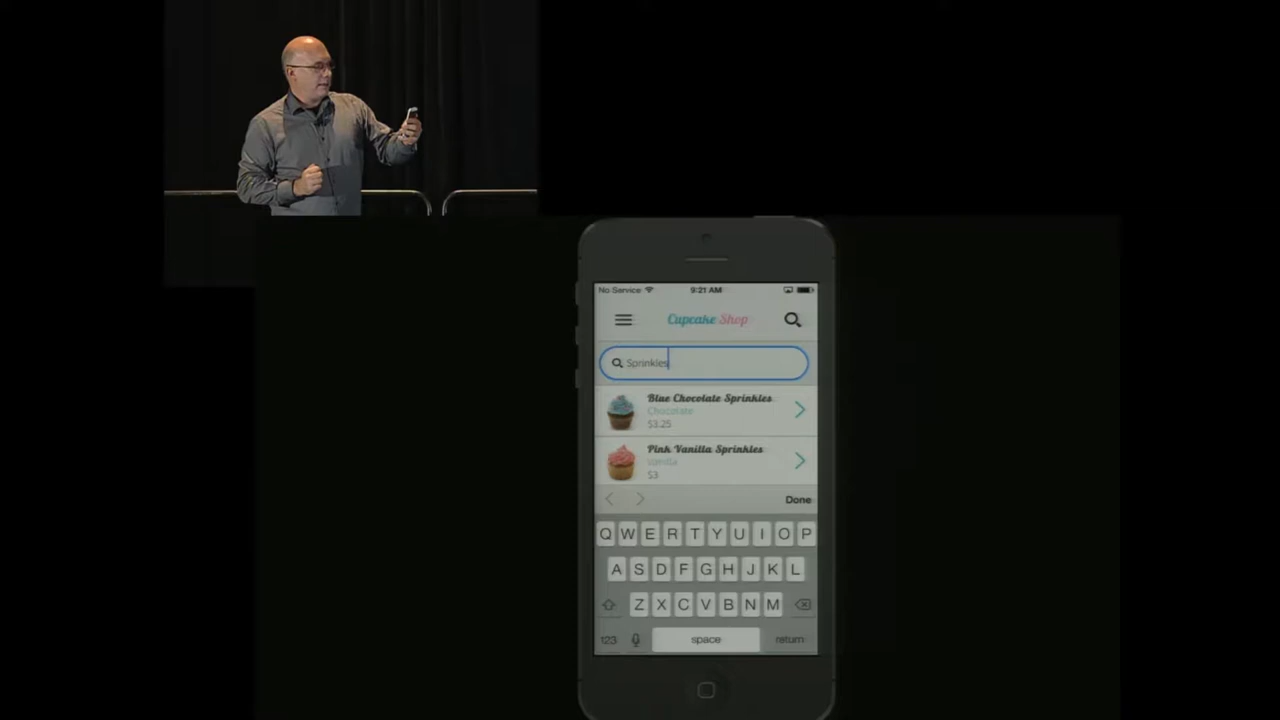 No Service 9:21 AM
Cupcake Shop
Sprinkles
Blue Chocolate Sprinkles
Chocolate
$3.25
Pink Vanilla Sprinkles
Vanilla
$3
Done
Q W E R T Y U I O P
A S D F G H J K L
Z X C V B N M
123 space return